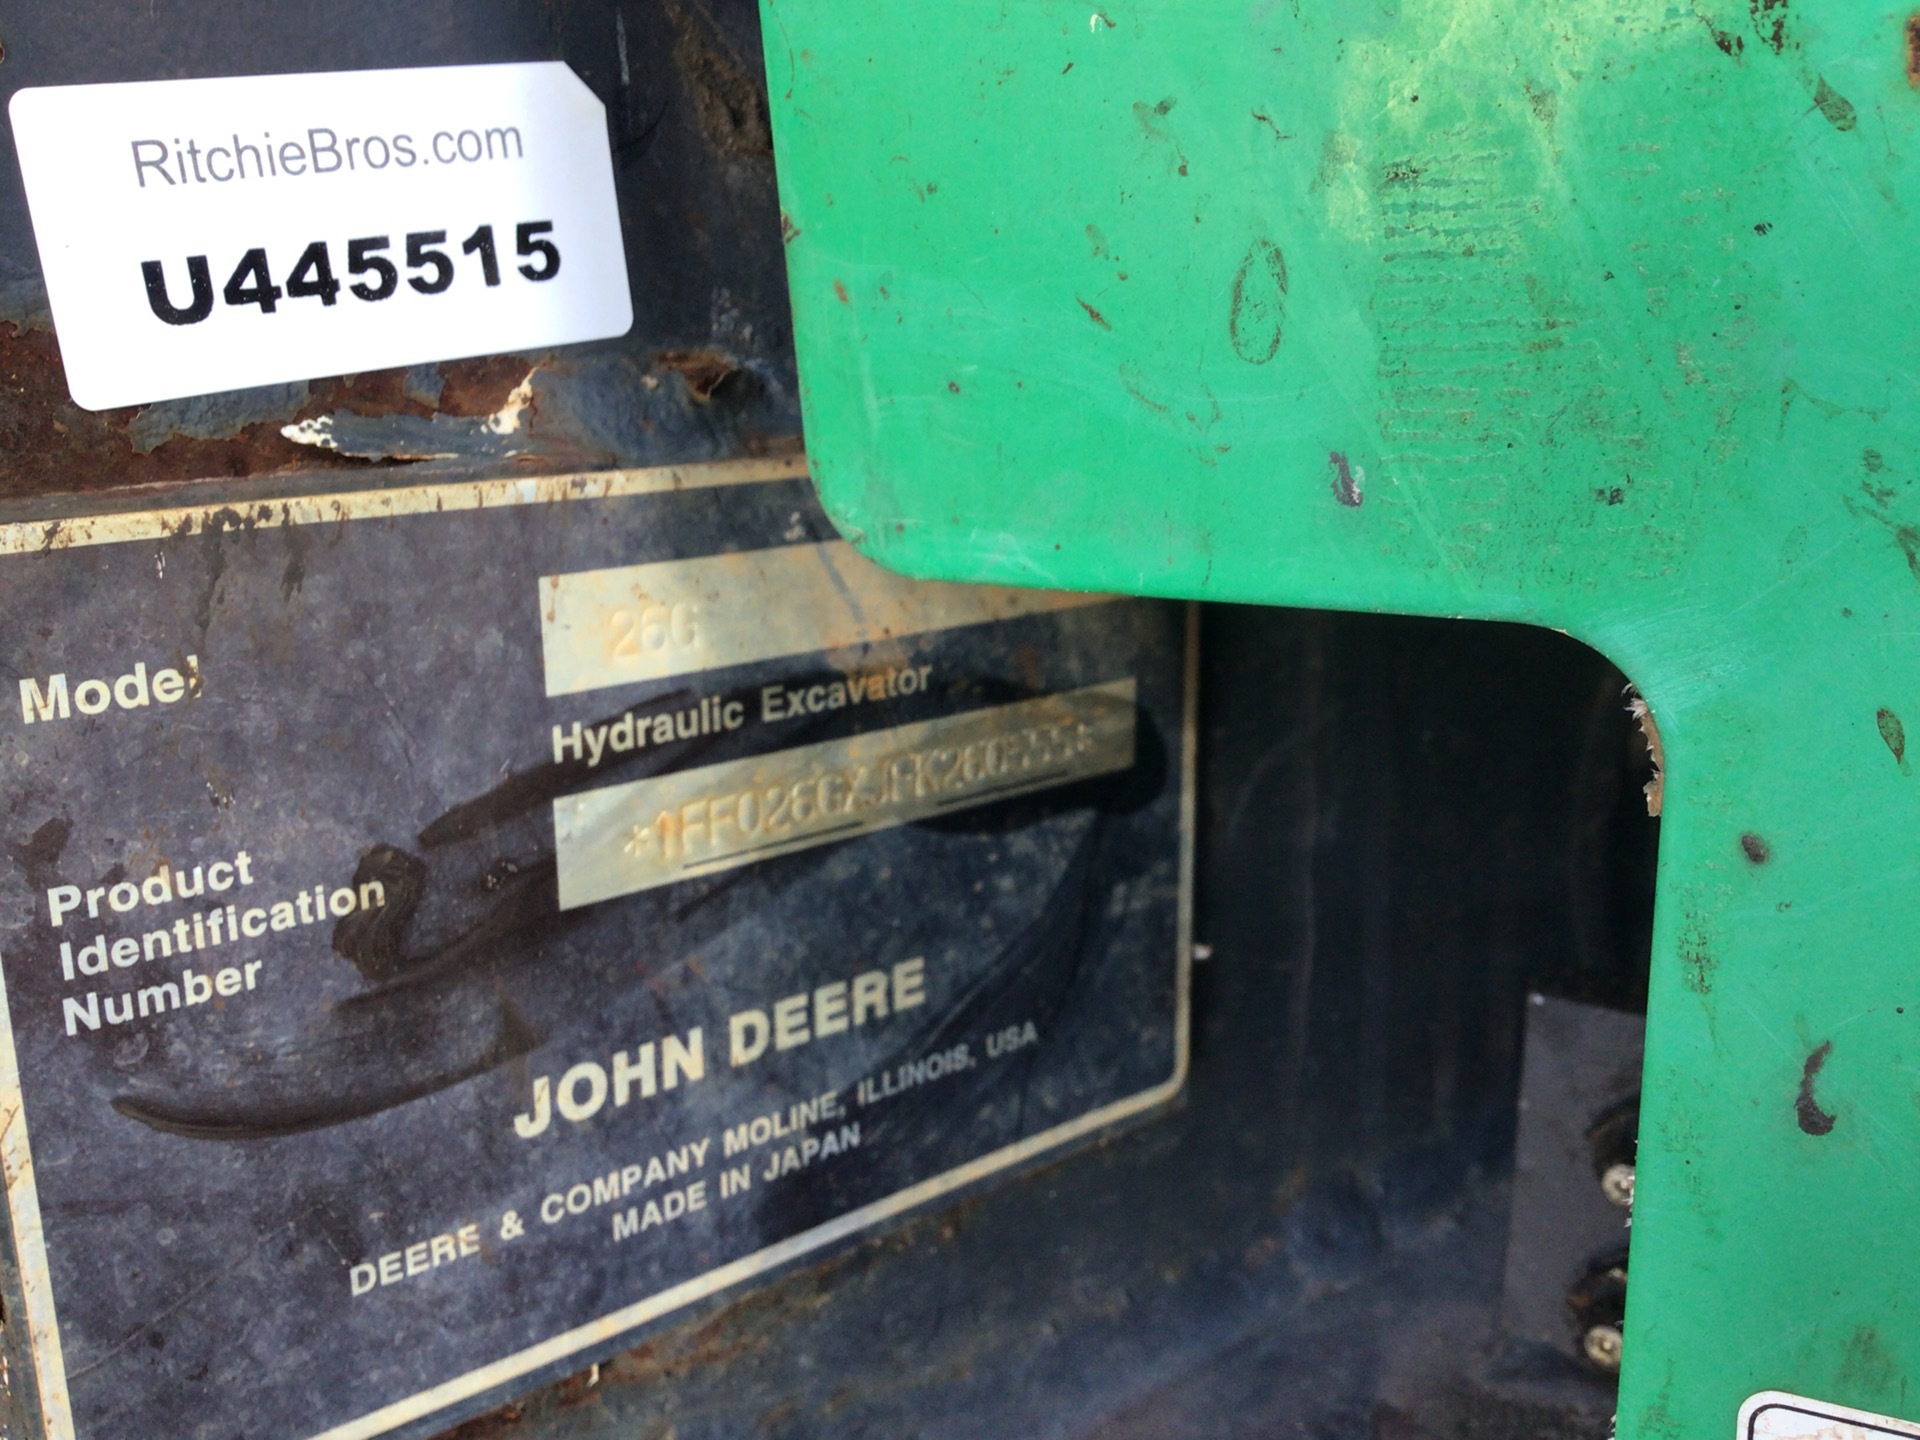 RitchieBros.com
U445515
Model
26G
Hydraulic Excavator
Product
Identification
Number
JOHN DEERE
DEERE & COMPANY MOLINE, ILLINOIS, USA
MADE IN JAPAN